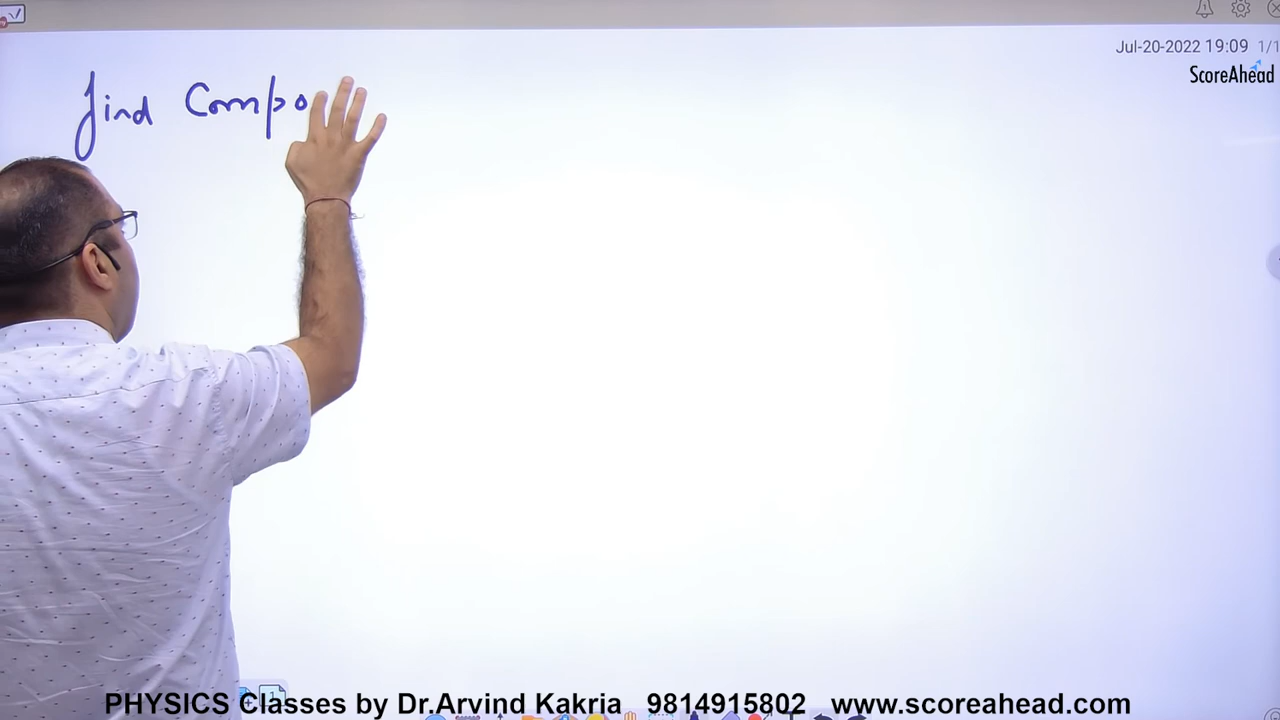 Jul-20-2022 19:09 1/1
ScoreAhead
find Compo
PHYSICS Classes by Dr.Arvind Kakria 9814915802 www.scoreahead.com